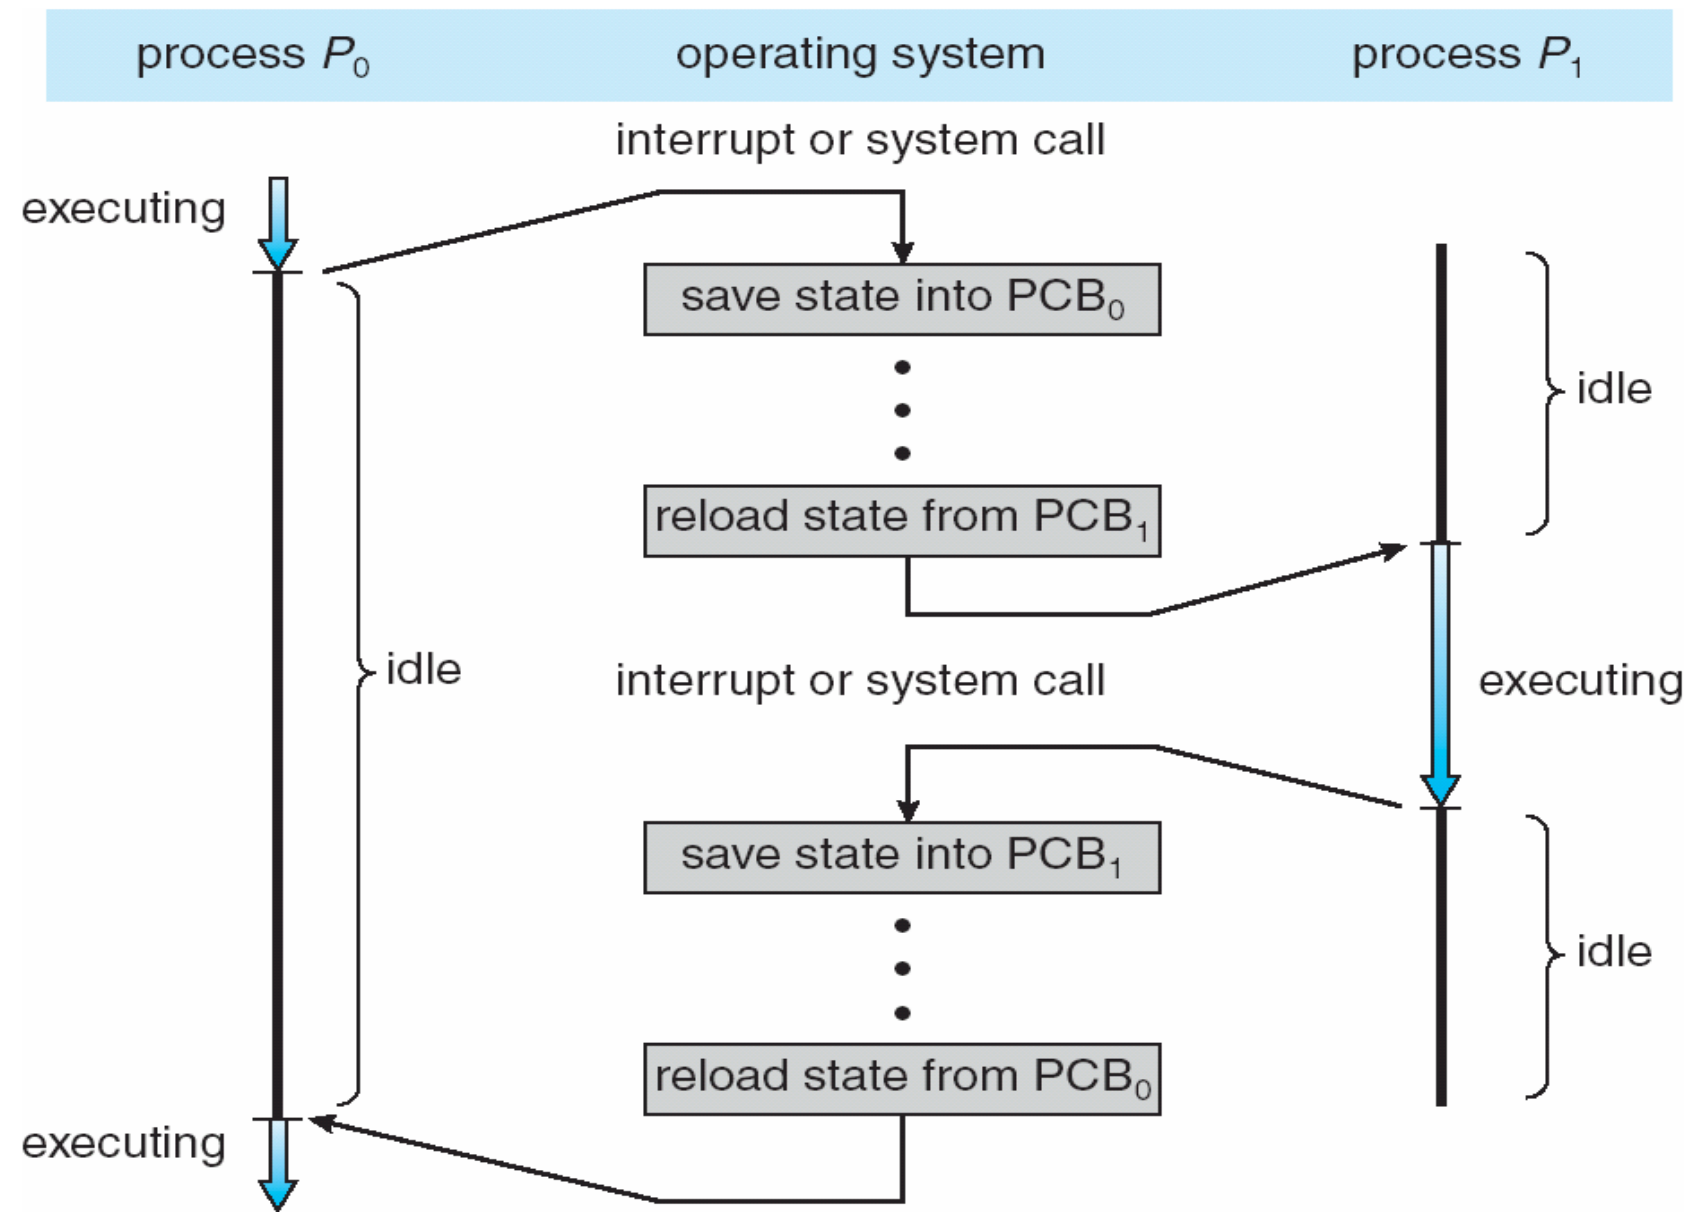 process P₀ operating system process P₁
interrupt or system call
executing
save state into PCB₀
idle
reload state from PCB₁
idle
interrupt or system call
executing
save state into PCB₁
idle
reload state from PCB₀
executing